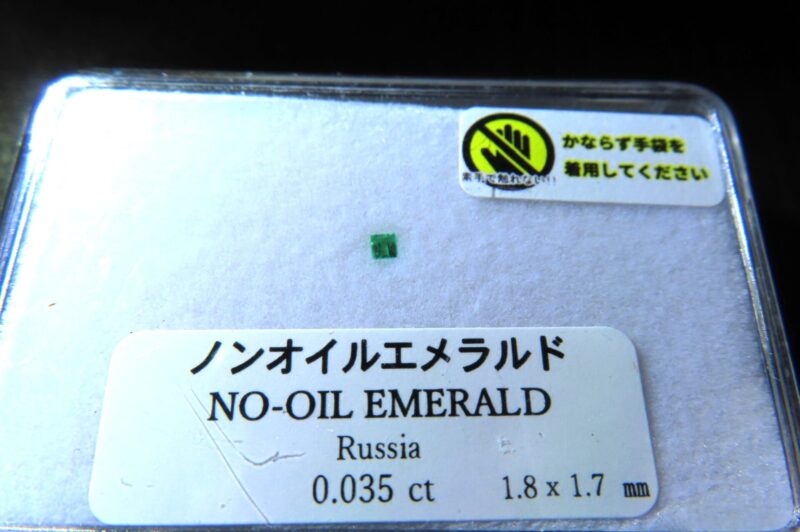 かならず手袋を
着用してください
素手で触れない!
ノンオイルエメラルド
NO-OIL EMERALD
Russia
0.035 ct 1.8 x 1.7 mm